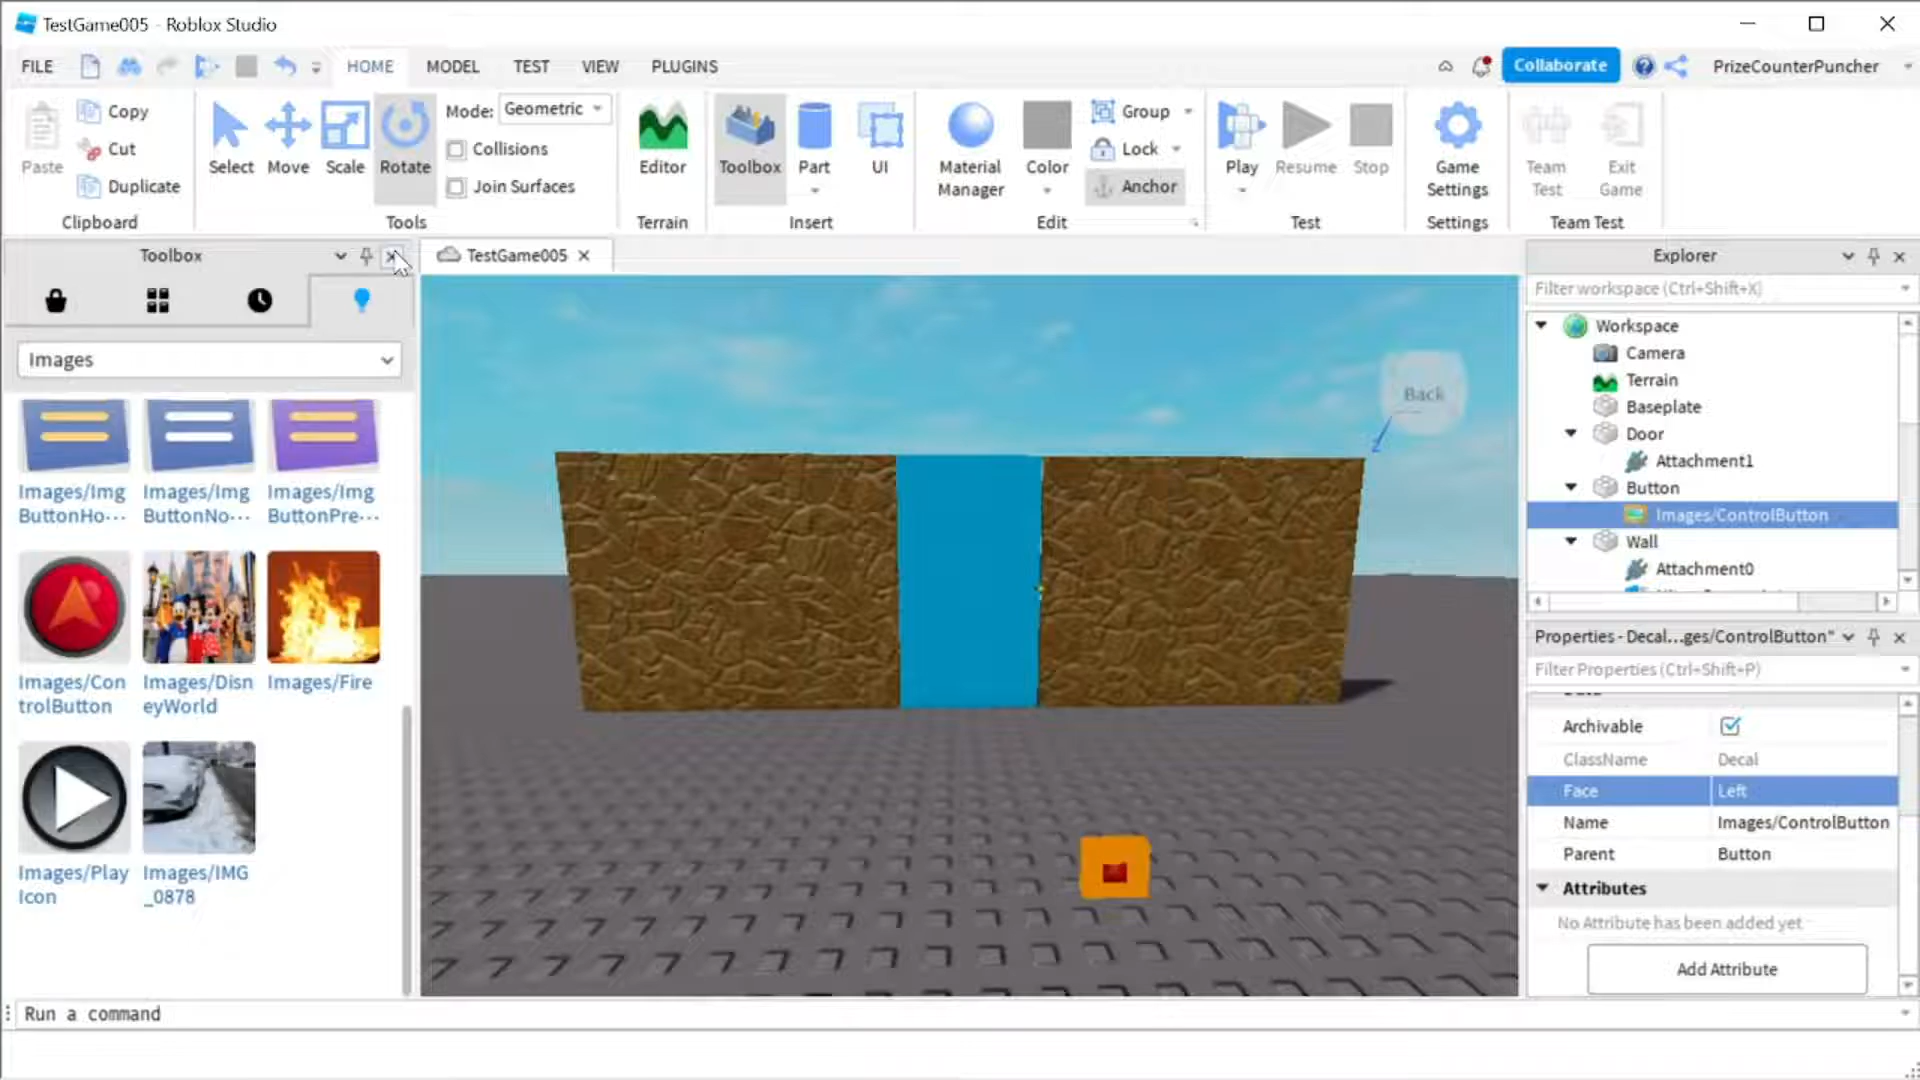 TestGame005 - Roblox Studio
FILE HOME MODEL TEST VIEW PLUGINS Collaborate PrizeCounterPuncher
Paste Copy Cut Duplicate
Clipboard
Select Move Scale Rotate
Mode: Geometric
Collisions
Join Surfaces
Tools
Editor
Terrain
Toolbox Part UI
Insert
Material Manager Color Group Lock Anchor
Edit
Play Resume Stop
Test
Game Settings
Settings
Team Test Exit Game
Team Test
Toolbox
Images
Images/Img ButtonHo...
Images/Img ButtonNo...
Images/Img ButtonPre...
Images/Con trolButton
Images/Disn eyWorld
Images/Fire
Images/Play Icon
Images/IMG _0878
TestGame005
Back
Explorer
Filter workspace (Ctrl+Shift+X)
Workspace
Camera
Terrain
Baseplate
Door
Attachment1
Button
Images/ControlButton
Wall
Attachment0
Properties - Decal...ges/ControlButton"
Filter Properties (Ctrl+Shift+P)
Archivable
ClassName Decal
Face Left
Name Images/ControlButton
Parent Button
Attributes
No Attribute has been added yet
Add Attribute
Run a command